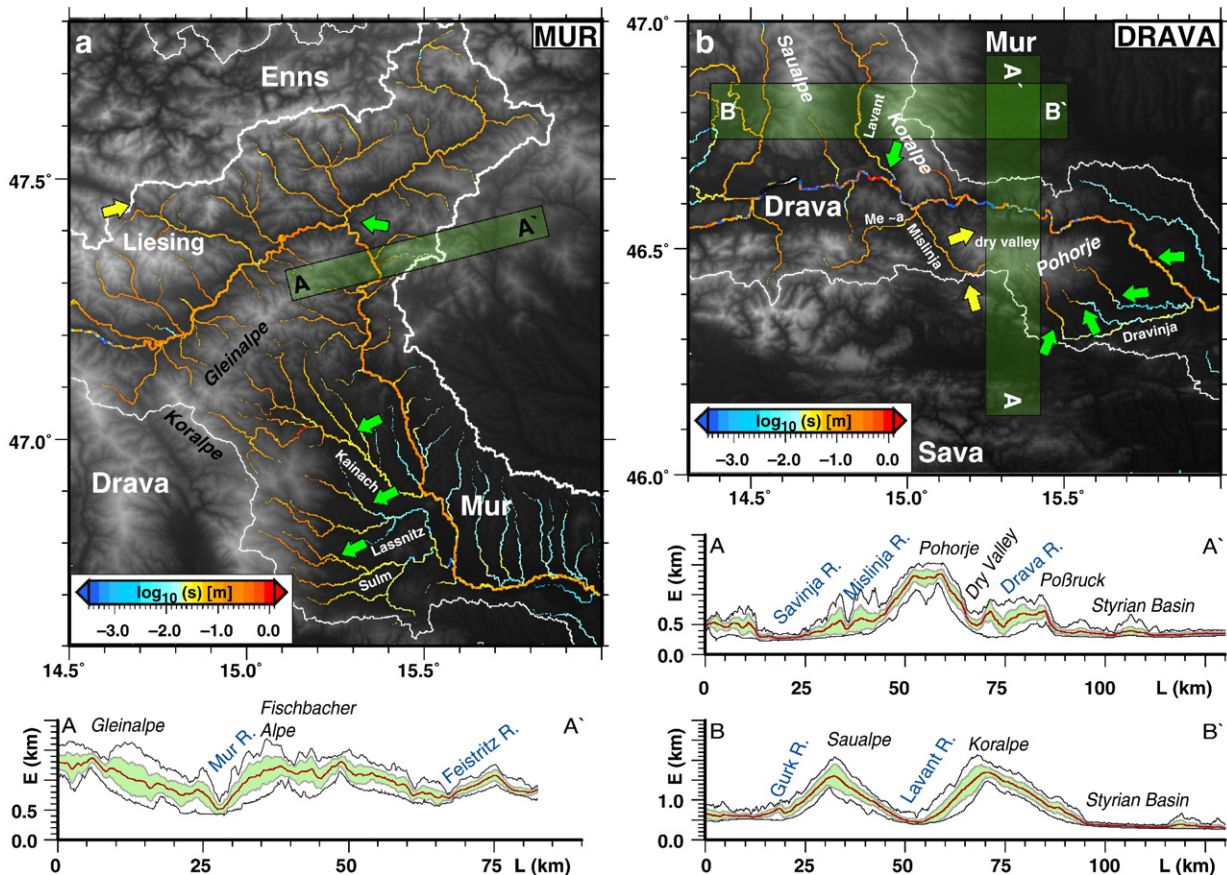 a
MUR
Enns
47.5°
Liesing
A
A`
Gleinalpe
Koralpe
47.0°
Drava
Kainach
Mur
Lassnitz
Sulm
log10 (s) [m]
-3.0 -2.0 -1.0 0.0
14.5° 15.0° 15.5°
47.0°
b
DRAVA
Mur
Saualpe
A`
B
B`
Lavant
Koralpe
Drava
46.5°
Me ~a
Mislinja
dry valley
Pohorje
Dravinja
A
log10 (s) [m]
-3.0 -2.0 -1.0 0.0
Sava
46.0°
14.5° 15.0° 15.5°
A
A`
E (km)
0.5
0.0
Savinja R.
Mislinja R.
Pohorje
Dry Valley
Drava R.
Poßruck
Styrian Basin
0 25 50 75 100 L (km)
A
A`
E (km)
0.5
0.0
Gleinalpe
Mur R.
Fischbacher
Alpe
Feistritz R.
0 25 50 75 L (km)
B
B`
E (km)
1.0
0.0
Gurk R.
Saualpe
Lavant R.
Koralpe
Styrian Basin
0 25 50 75 100 L (km)